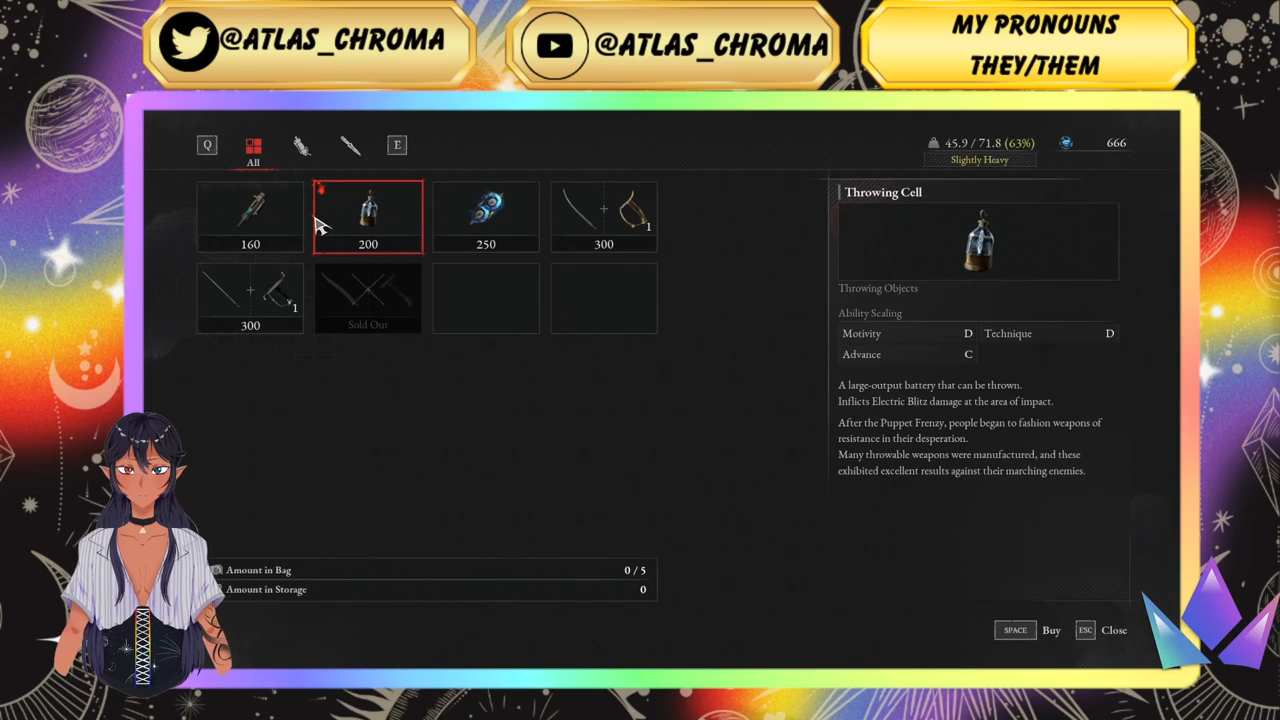 @ATLAS_CHROMA
@ATLAS_CHROMA
MY PRONOUNS
THEY/THEM
Q
All
E
45.9 / 71.8 (63%)
666
Slightly Heavy
160
200
250
1
300
1
300
Sold Out
Throwing Cell
Throwing Objects
Ability Scaling
Motivity D Technique D
Advance C
A large-output battery that can be thrown.
Inflicts Electric Blitz damage at the area of impact.
After the Puppet Frenzy, people began to fashion weapons of
resistance in their desperation.
Many throwable weapons were manufactured, and these
exhibited excellent results against their marching enemies.
Amount in Bag 0 / 5
Amount in Storage 0
SPACE Buy ESC Close